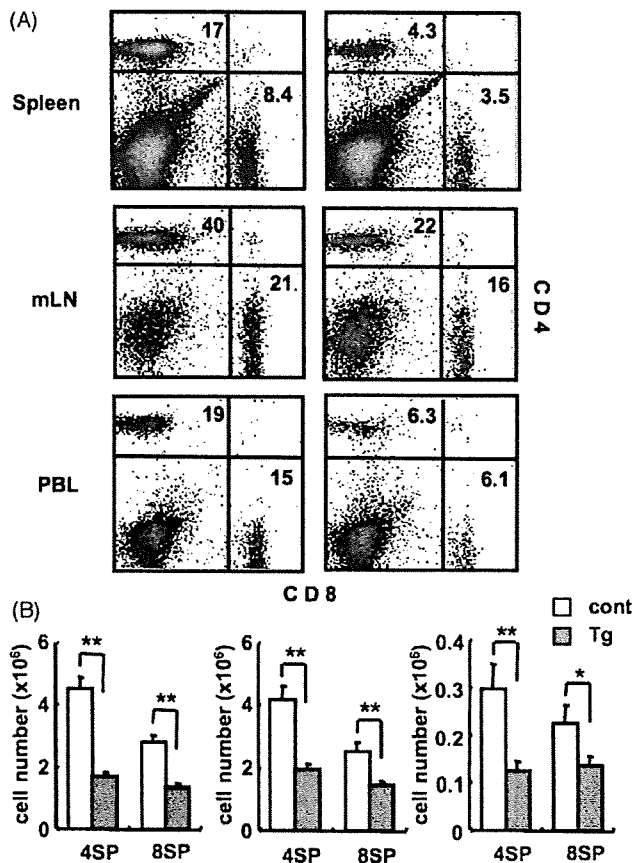 (A)
17
4.3
Spleen
8.4
3.5
40
22
mLN
21
16
CD4
19
6.3
PBL
15
6.1
CD8
(B)
cont
Tg
cell number (x10⁶)
6
4
2
0
**
**
4SP 8SP
cell number (x10⁶)
6
4
2
0
**
**
4SP 8SP
cell number (x10⁶)
0.4
0.3
0.2
0.1
0
**
*
4SP 8SP